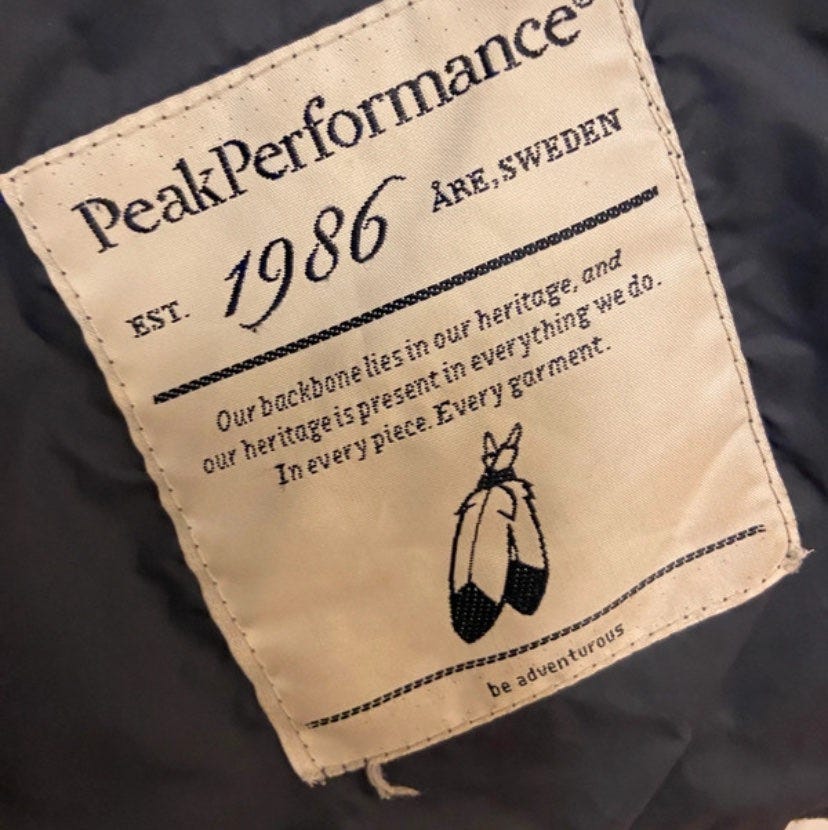 PeakPerformance®
EST. 1986 ÅRE, SWEDEN
Our backbone lies in our heritage, and
our heritage is present in everything we do.
In every piece. Every garment.
be adventurous